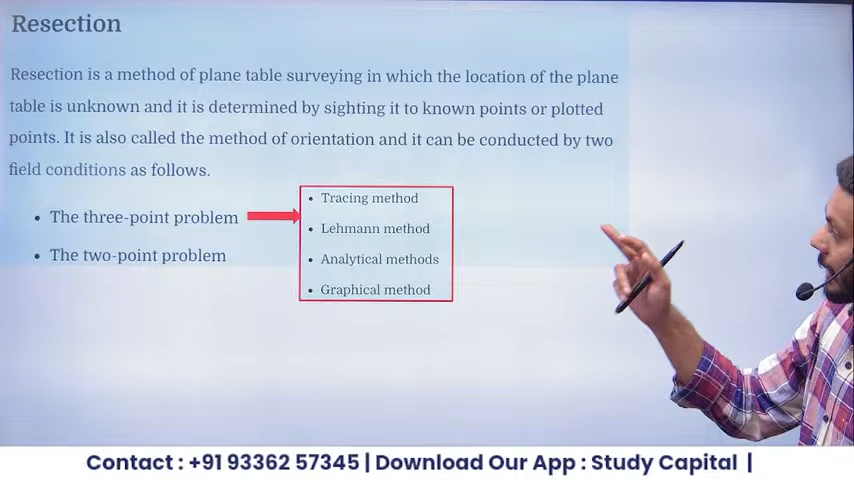 Resection
Resection is a method of plane table surveying in which the location of the plane
table is unknown and it is determined by sighting it to known points or plotted
points. It is also called the method of orientation and it can be conducted by two
field conditions as follows.
• The three-point problem
• The two-point problem
• Tracing method
• Lehmann method
• Analytical methods
• Graphical method
Contact : +91 93362 57345 | Download Our App : Study Capital |